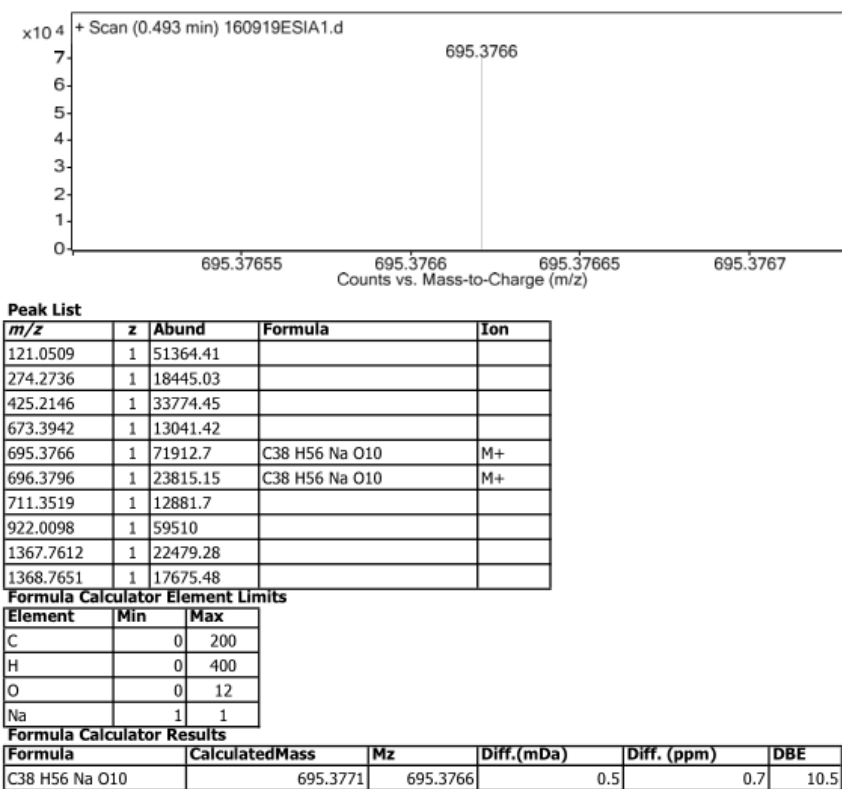 x10 4
+ Scan (0.493 min) 160919ESIA1.d
695.3766
7
6
5
4
3
2
1
0
695.37655 695.3766 695.37665 695.3767
Counts vs. Mass-to-Charge (m/z)
Peak List
m/z z Abund Formula Ion
121.0509 1 51364.41
274.2736 1 18445.03
425.2146 1 33774.45
673.3942 1 13041.42
695.3766 1 71912.7 C38 H56 Na O10 M+
696.3796 1 23815.15 C38 H56 Na O10 M+
711.3519 1 12881.7
922.0098 1 59510
1367.7612 1 22479.28
1368.7651 1 17675.48
Formula Calculator Element Limits
Element Min Max
C 0 200
H 0 400
O 0 12
Na 1 1
Formula Calculator Results
Formula CalculatedMass Mz Diff.(mDa) Diff. (ppm) DBE
C38 H56 Na O10 695.3771 695.3766 0.5 0.7 10.5